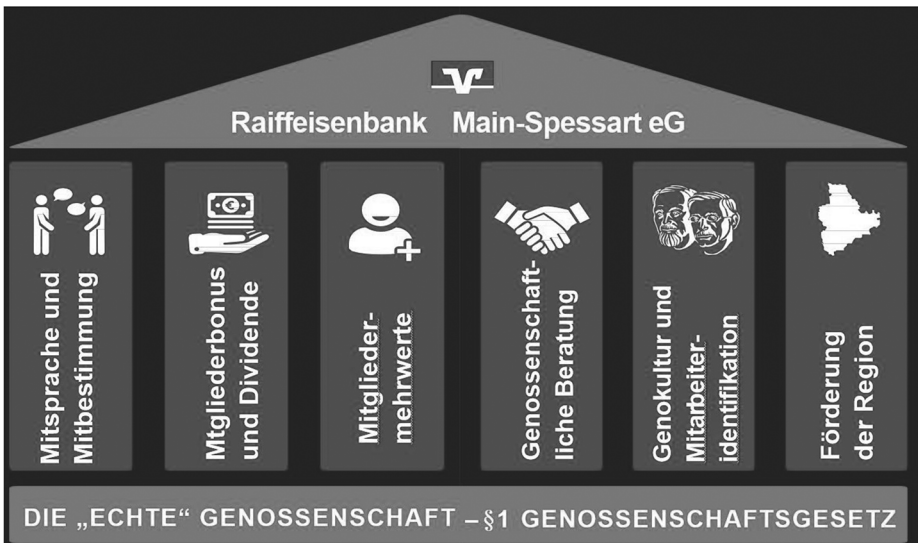 Raiffeisenbank Main-Spessart eG
Mitsprache und
Mitbestimmung
Mtgliederbonus
und Dividende
Mitglieder-
mehrwerte
Genossenschaft-
liche Beratung
Genokultur und
Mitarbeiter-
identifikation
Förderung
der Region
DIE „ECHTE“ GENOSSENSCHAFT – §1 GENOSSENSCHAFTSGESETZ